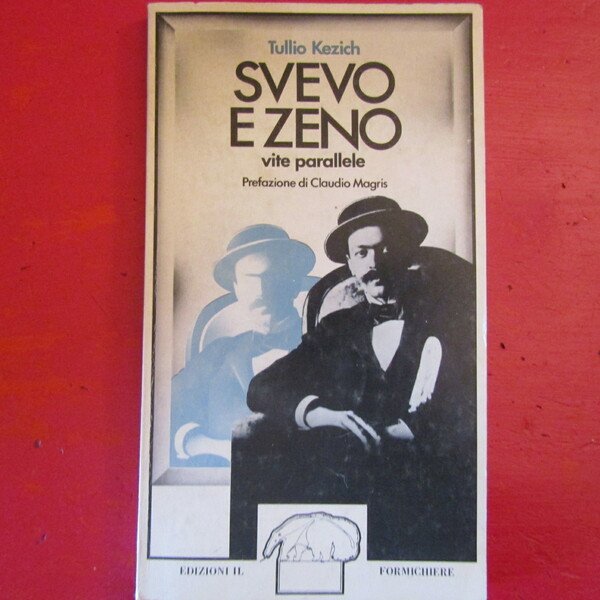 Tullio Kezich
SVEVO
E ZENO
vite parallele
Prefazione di Claudio Magris
EDIZIONI IL FORMICHIERE